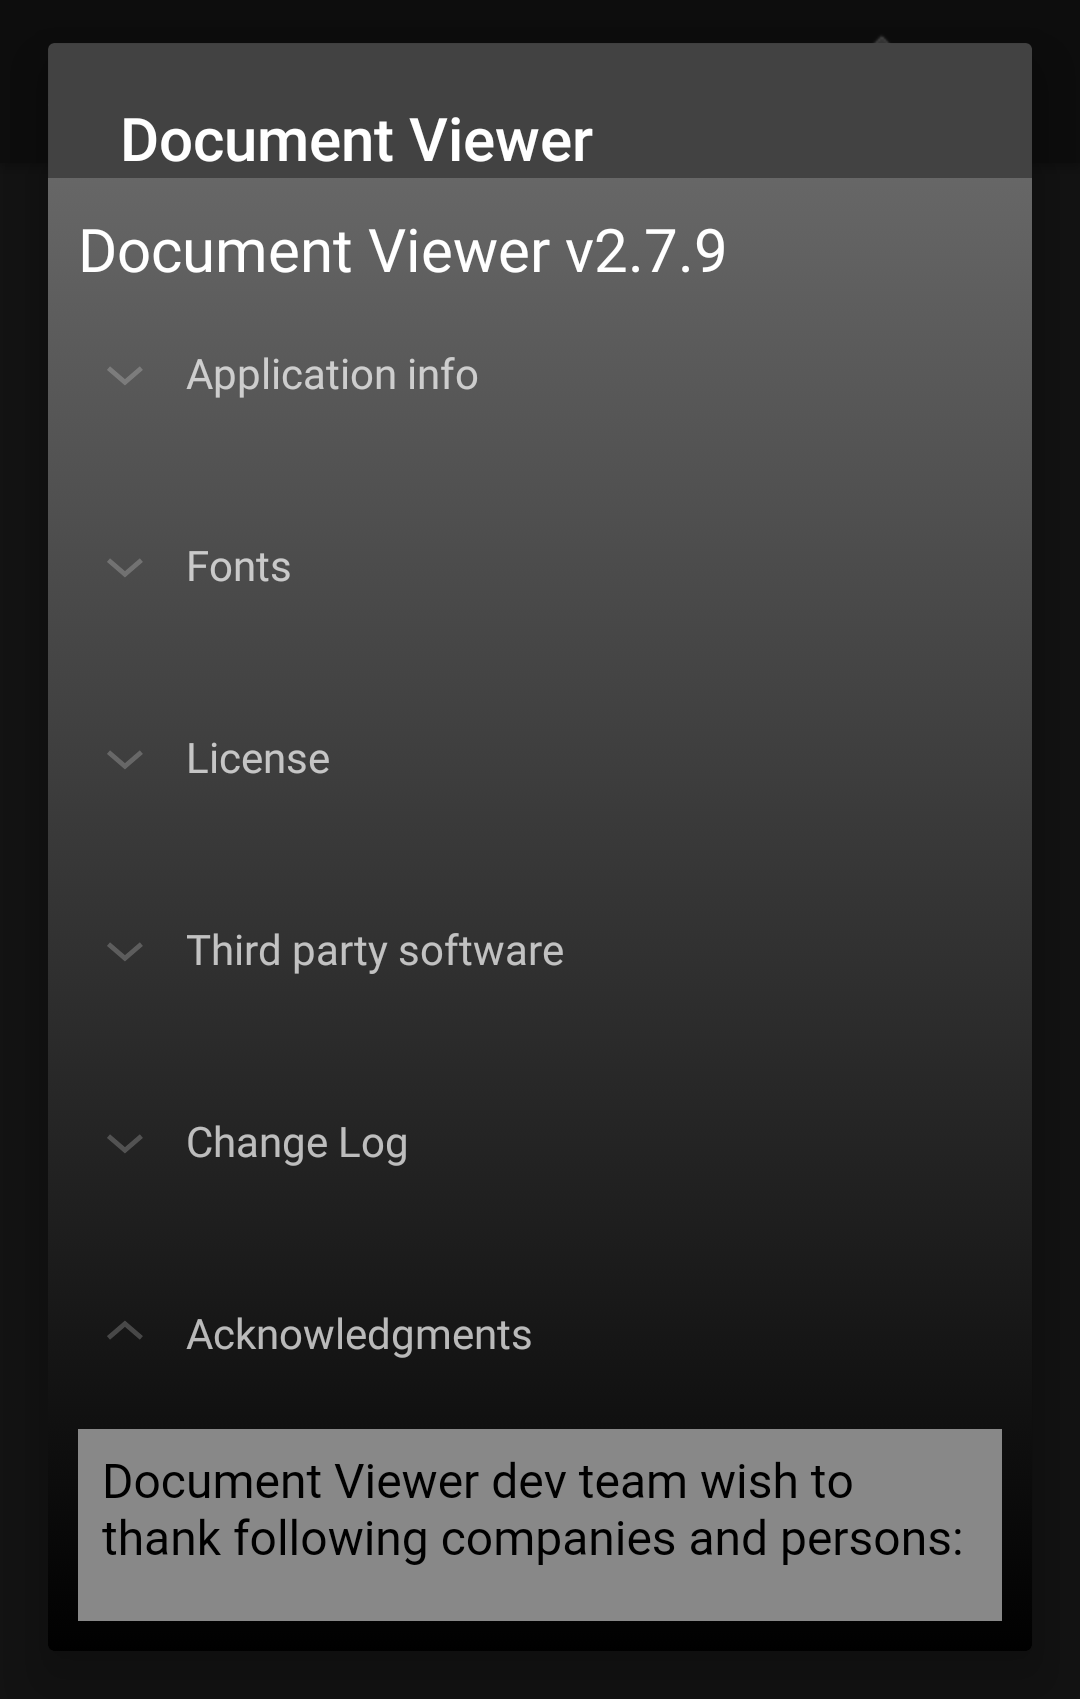 Document Viewer
Document Viewer v2.7.9
Application info
Fonts
License
Third party software
Change Log
Acknowledgments
Document Viewer dev team wish to
thank following companies and persons: